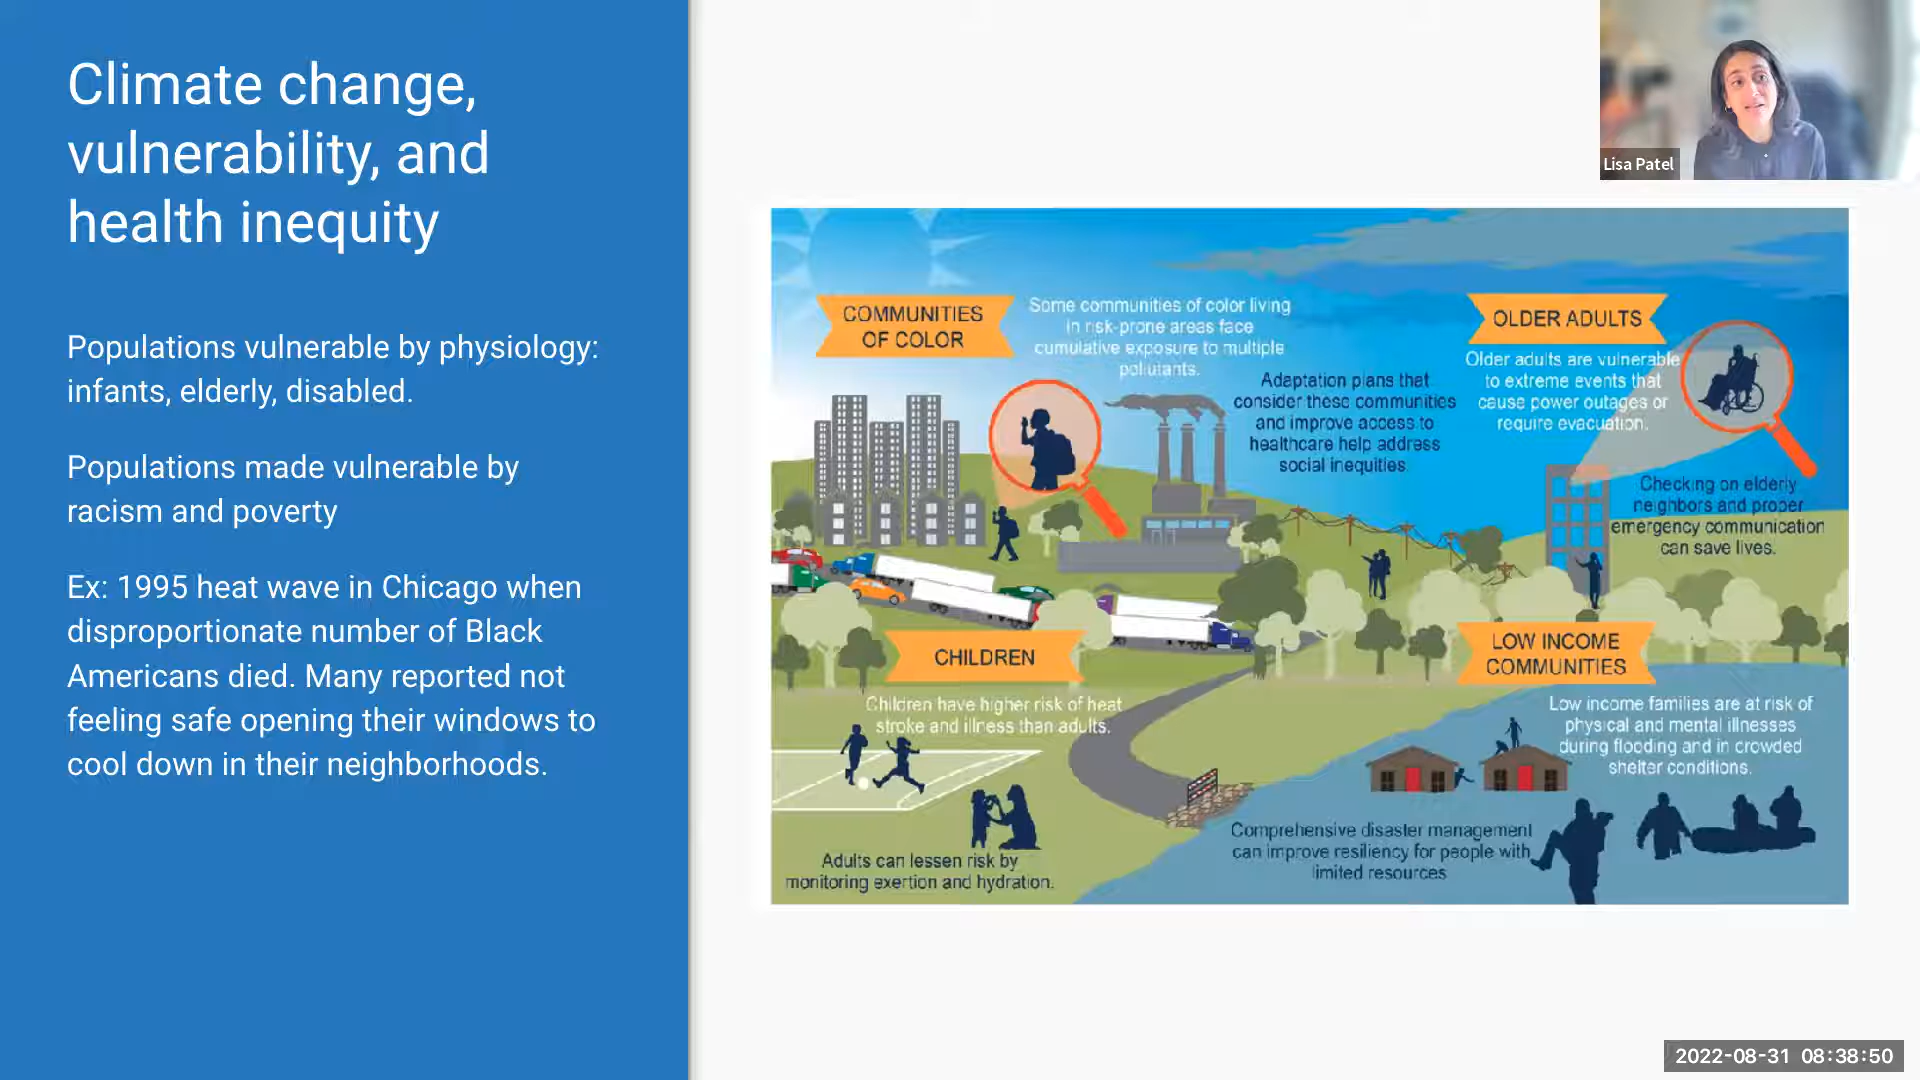 Climate change,
vulnerability, and
health inequity
Populations vulnerable by physiology:
infants, elderly, disabled.
Populations made vulnerable by
racism and poverty
Ex: 1995 heat wave in Chicago when
disproportionate number of Black
Americans died. Many reported not
feeling safe opening their windows to
cool down in their neighborhoods.
Lisa Patel
COMMUNITIES
OF COLOR
Some communities of color living
in risk-prone areas face
cumulative exposure to multiple
pollutants.
Adaptation plans that
consider these communities
and improve access to
healthcare help address
social inequities.
OLDER ADULTS
Older adults are vulnerable
to extreme events that
cause power outages or
require evacuation.
Checking on elderly
neighbors and proper
emergency communication
can save lives.
CHILDREN
Children have higher risk of heat
stroke and illness than adults.
Adults can lessen risk by
monitoring exertion and hydration.
LOW INCOME
COMMUNITIES
Low income families are at risk of
physical and mental illnesses
during flooding and in crowded
shelter conditions.
Comprehensive disaster management
can improve resiliency for people with
limited resources
2022-08-31 08:38:50